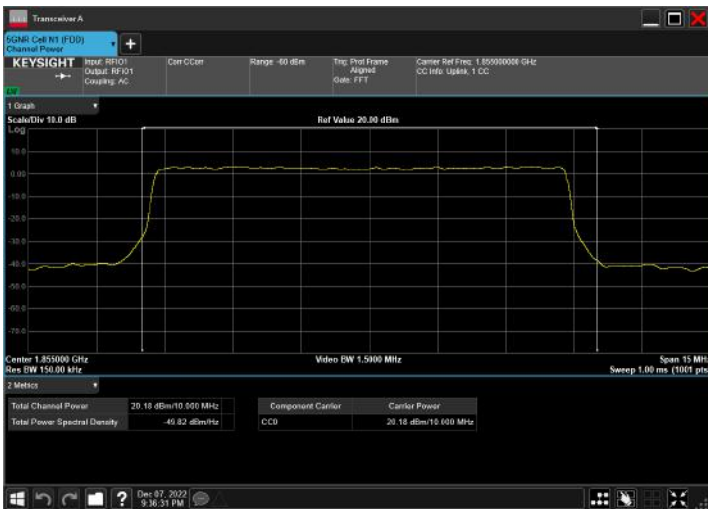 Transceiver A
5GNR Cell N1 (FDD)
Channel Power
KEYSIGHT
Input: RFIO1
Output: RFIO1
Coupling: AC
Corr CCorr
Range: -60 dBm
Trig: Prot Frame
Aligned
Gate: FFT
Carrier Ref Freq: 1.855000000 GHz
CC Info: Uplink, 1 CC
1 Graph
Scale/Div 10.0 dB
Ref Value 20.00 dBm
Log
10.0
0.00
-10.0
-20.0
-30.0
-40.0
-50.0
-60.0
-70.0
Center 1.855000 GHz
Video BW 1.5000 MHz
Span 15 MHz
Res BW 150.00 kHz
Sweep 1.00 ms (1001 pts
2 Metrics
Total Channel Power 20.18 dBm/10.000 MHz
Total Power Spectral Density -49.82 dBm/Hz
Component Carrier Carrier Power
CC0 20.18 dBm/10.000 MHz
Dec 07, 2022
9:36:31 PM